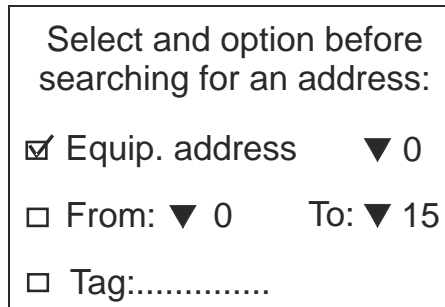 Select and option before
searching for an address:
☑ Equip. address ▼ 0
☐ From: ▼ 0 To: ▼ 15
☐ Tag:..............